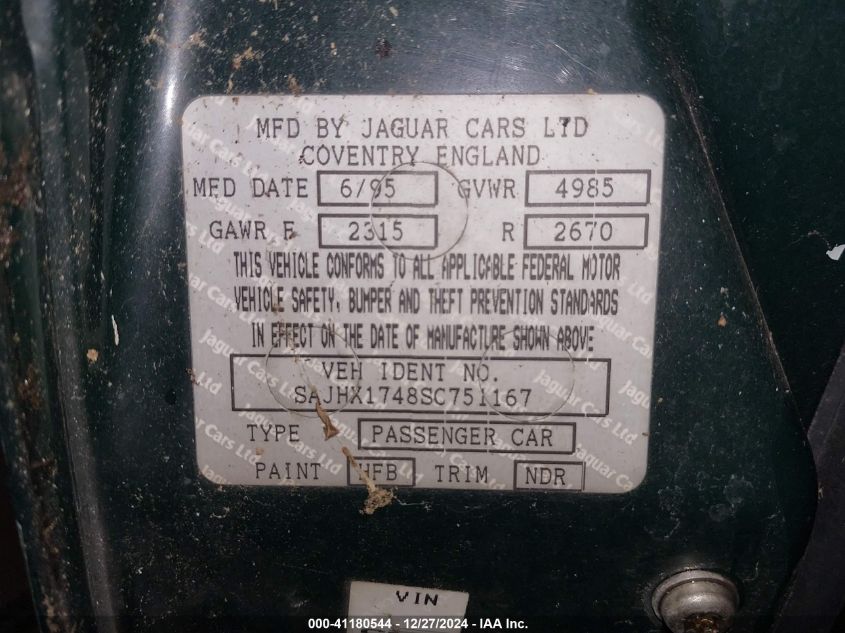 MFD BY JAGUAR CARS LTD
COVENTRY ENGLAND
MFD DATE 6/95 GVWR 4985
GAWR F 2315 R 2670
THIS VEHICLE CONFORMS TO ALL APPLICABLE FEDERAL MOTOR
VEHICLE SAFETY, BUMPER AND THEFT PREVENTION STANDARDS
IN EFFECT ON THE DATE OF MANUFACTURE SHOWN ABOVE
VEH IDENT NO.
SAJHX1748SC751167
TYPE PASSENGER CAR
PAINT HFB TRIM NDR
VIN
000-41180544 - 12/27/2024 - IAA Inc.
Jaguar Cars Ltd